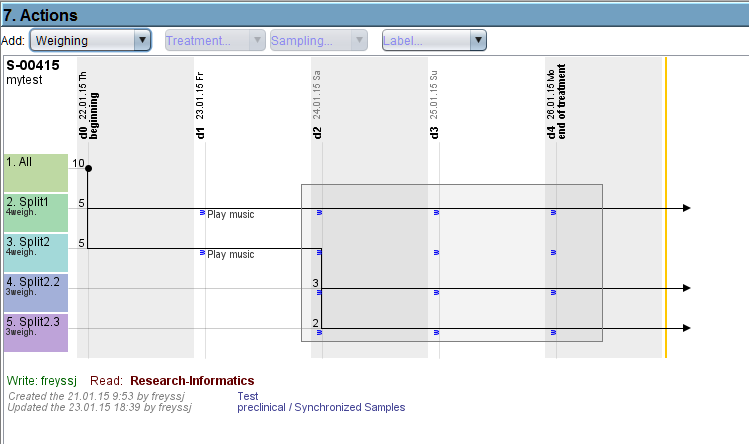 7. Actions
Add: Weighing Treatment... Sampling... Label...
S-00415
mytest
d0 22.01.15 Th
beginning
d1 23.01.15 Fr
d2 24.01.15 Sa
d3 25.01.15 Su
d4 26.01.15 Mo
end of treatment
1. All
10
2. Split1
4weigh.
5
Play music
3. Split2
4weigh.
5
Play music
4. Split2.2
3weigh.
3
5. Split2.3
3weigh.
2
Write: freyssj Read: Research-Informatics
Created the 21.01.15 9:53 by freyssj Test
Updated the 23.01.15 18:39 by freyssj preclinical / Synchronized Samples